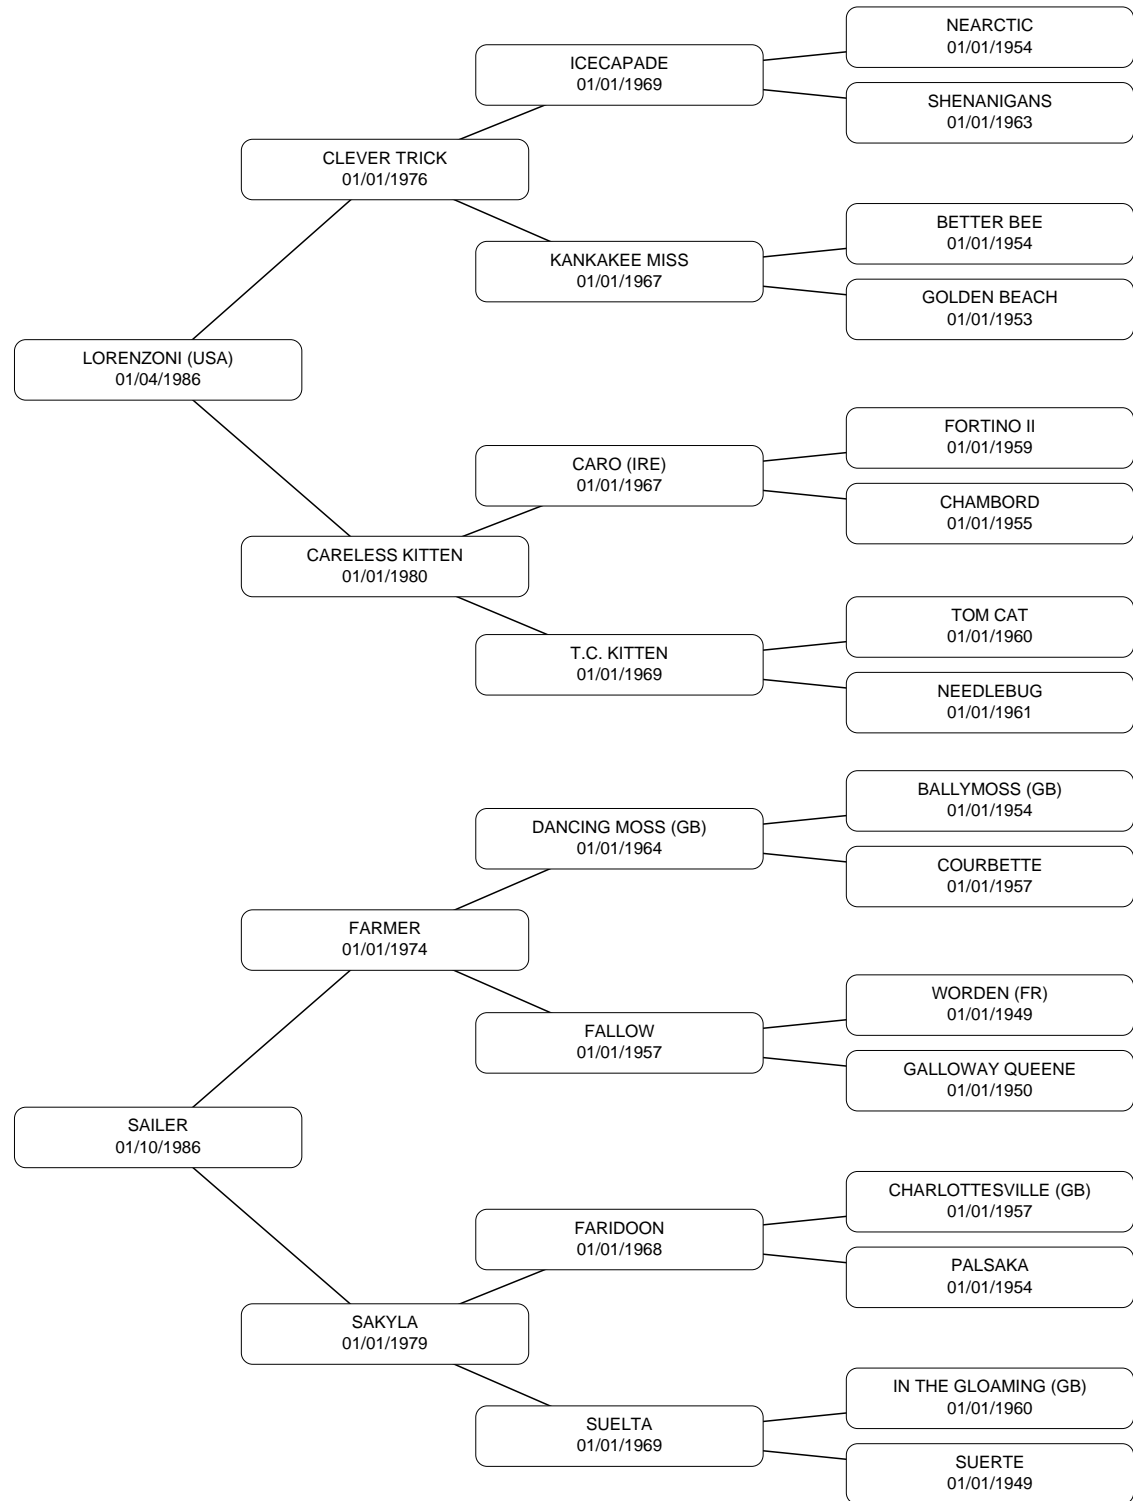 NEARCTIC
01/01/1954
ICECAPADE
01/01/1969
SHENANIGANS
01/01/1963
CLEVER TRICK
01/01/1976
BETTER BEE
01/01/1954
KANKAKEE MISS
01/01/1967
GOLDEN BEACH
01/01/1953
LORENZONI (USA)
01/04/1986
FORTINO II
01/01/1959
CARO (IRE)
01/01/1967
CHAMBORD
01/01/1955
CARELESS KITTEN
01/01/1980
TOM CAT
01/01/1960
T.C. KITTEN
01/01/1969
NEEDLEBUG
01/01/1961
BALLYMOSS (GB)
01/01/1954
DANCING MOSS (GB)
01/01/1964
COURBETTE
01/01/1957
FARMER
01/01/1974
WORDEN (FR)
01/01/1949
FALLOW
01/01/1957
GALLOWAY QUEENE
01/01/1950
SAILER
01/10/1986
CHARLOTTESVILLE (GB)
01/01/1957
FARIDOON
01/01/1968
PALSAKA
01/01/1954
SAKYLA
01/01/1979
IN THE GLOAMING (GB)
01/01/1960
SUELTA
01/01/1969
SUERTE
01/01/1949